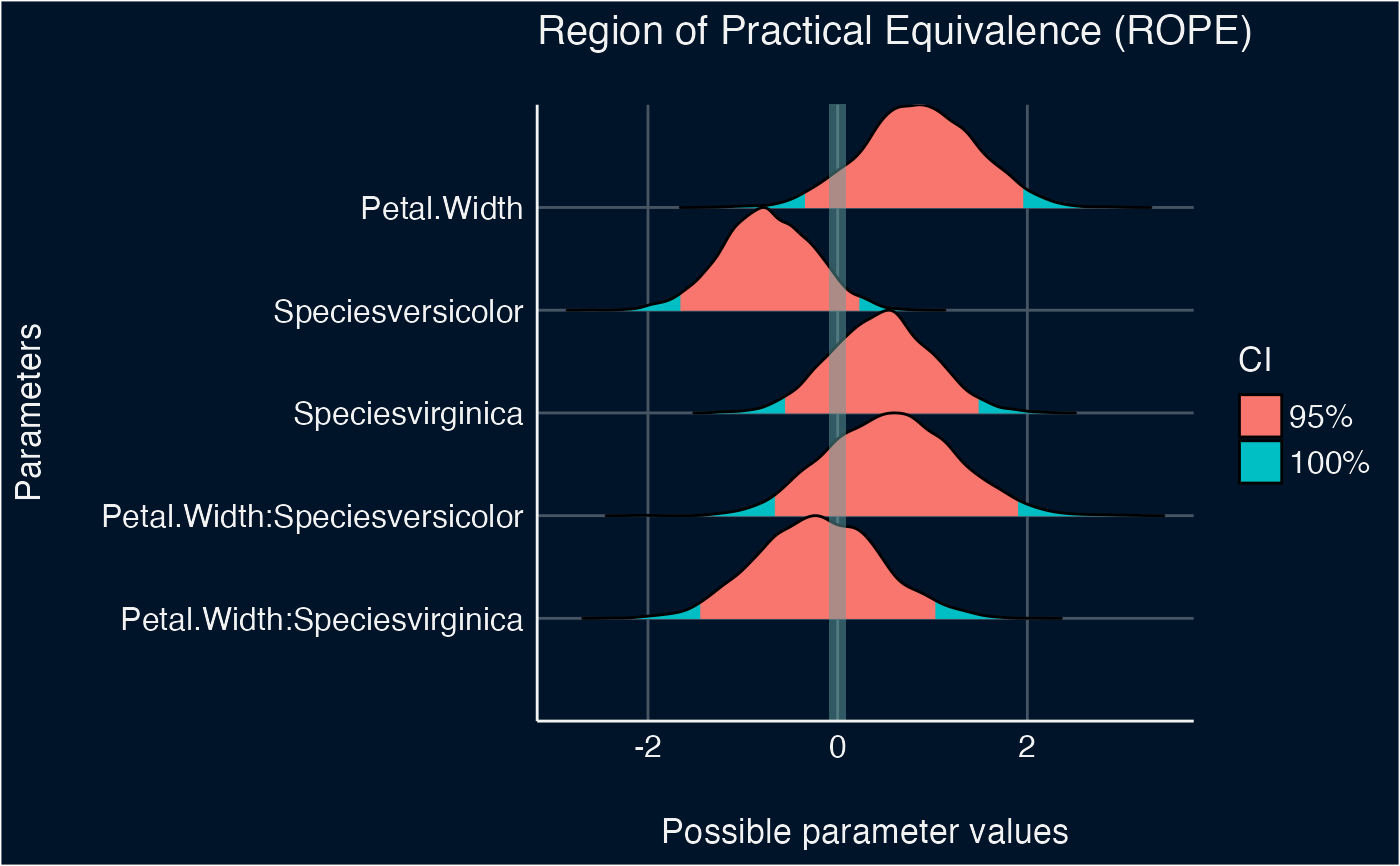 Region of Practical Equivalence (ROPE)
Parameters
Petal.Width
Speciesversicolor
Speciesvirginica
Petal.Width:Speciesversicolor
Petal.Width:Speciesvirginica
-2 0 2
Possible parameter values
CI
95%
100%